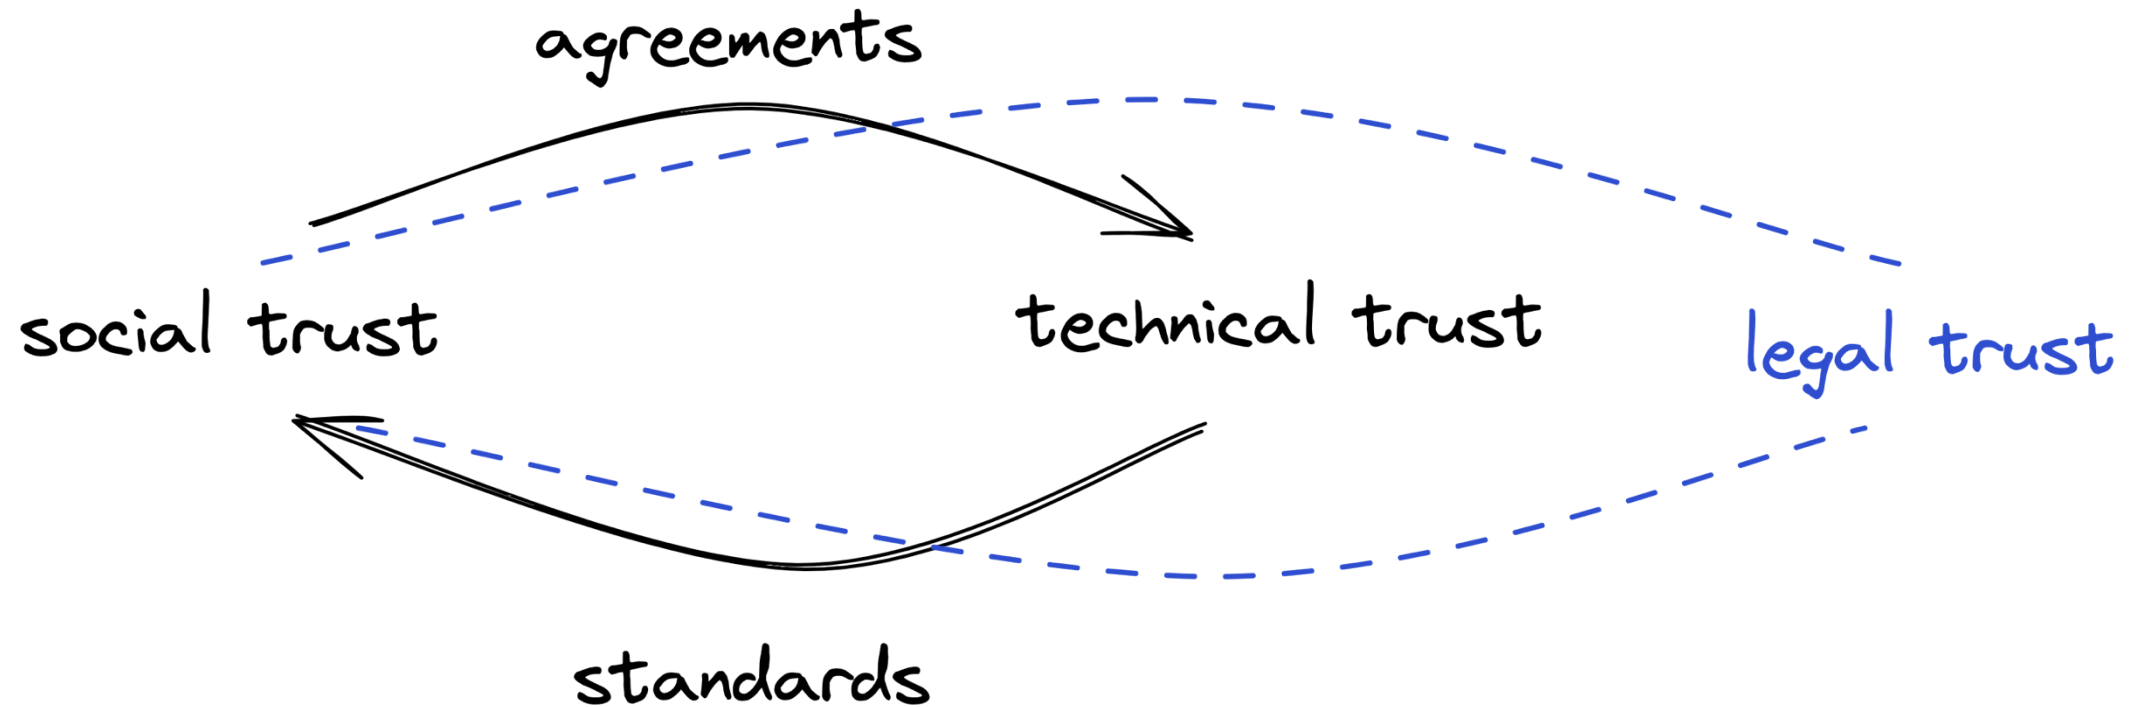 agreements
social trust
technical trust
legal trust
standards